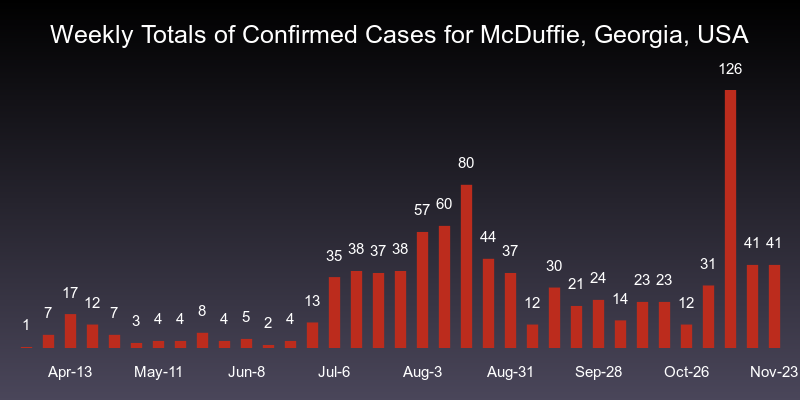 Weekly Totals of Confirmed Cases for McDuffie, Georgia, USA
1 7 17 12 7 3 4 4 8 4 5 2 4 13 35 38 37 38 57 60 80 44 37 12 30 21 24 14 23 23 12 31 126 41 41
Apr-13 May-11 Jun-8 Jul-6 Aug-3 Aug-31 Sep-28 Oct-26 Nov-23